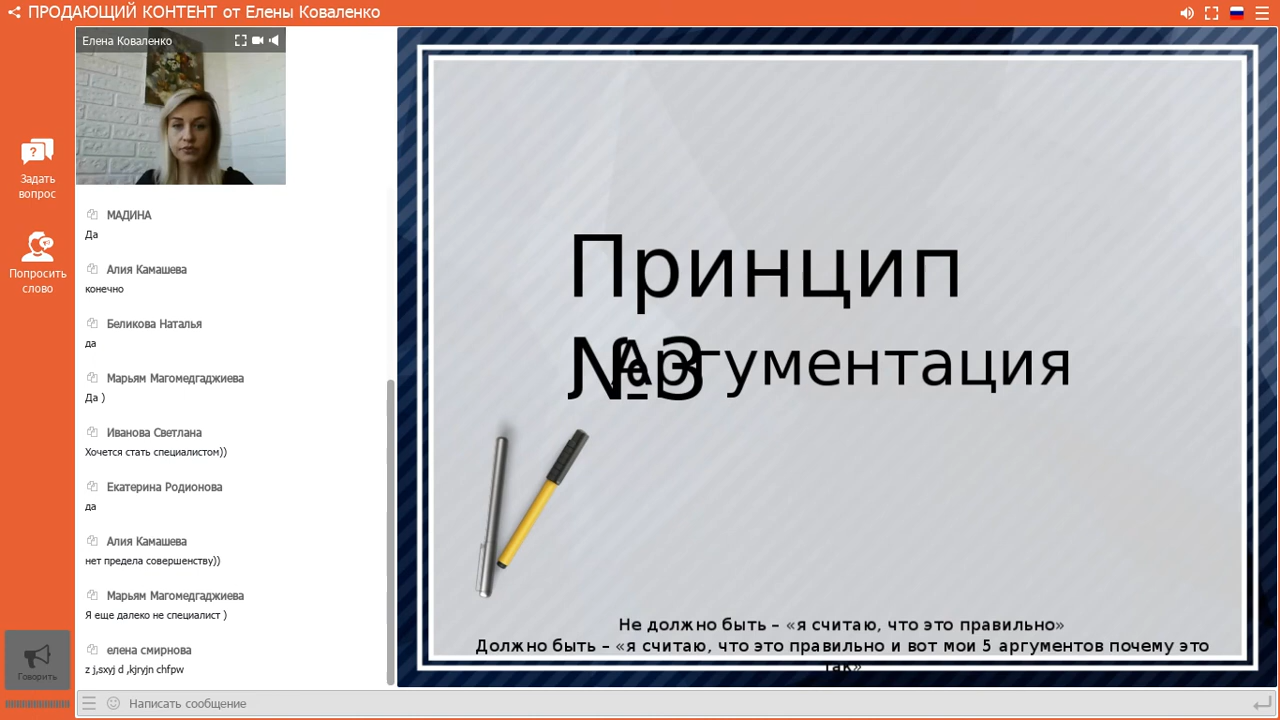 ПРОДАЮЩИЙ КОНТЕНТ от Елены Коваленко
Елена Коваленко
Задать
вопрос
Попросить
слово
МАДИНА
Да
Алия Камашева
конечно
Беликова Наталья
да
Марьям Магомедгаджиева
Да )
Иванова Светлана
Хочется стать специалистом))
Екатерина Родионова
да
Алия Камашева
нет предела совершенству))
Марьям Магомедгаджиева
Я еще далеко не специалист )
елена смирнова
z j,sxyj d ,kjryjn chfpw
Говорить
Написать сообщение
Принцип
№3
Аргументация
Не должно быть – «я считаю, что это правильно»
Должно быть – «я считаю, что это правильно и вот мои 5 аргументов почему это
так»